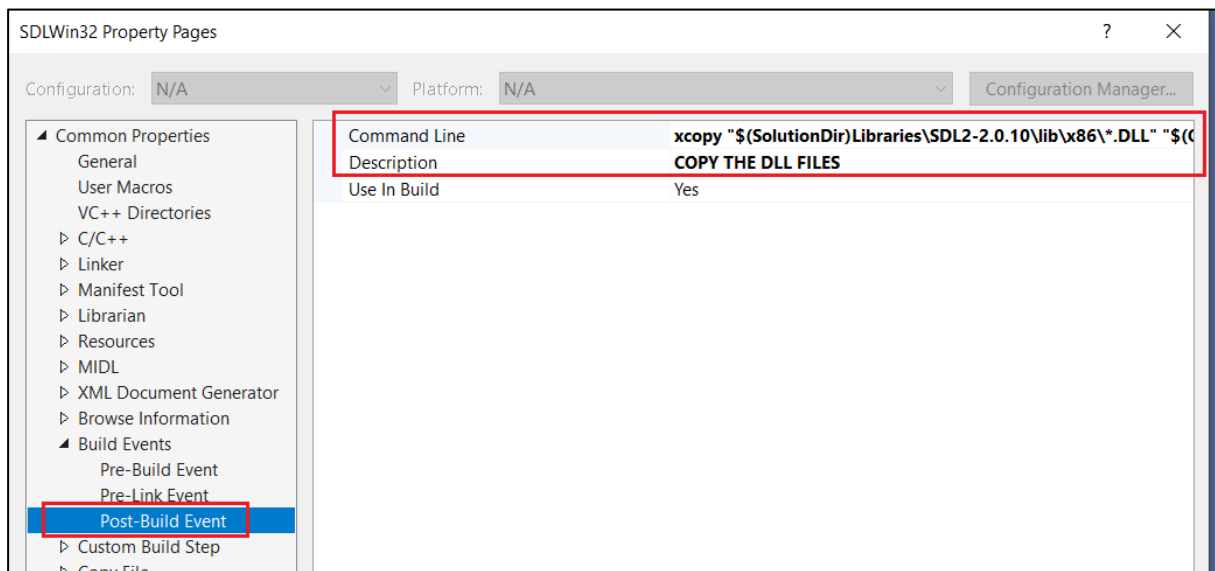 SDLWin32 Property Pages ? ×
Configuration: N/A Platform: N/A Configuration Manager...
Common Properties
General
User Macros
VC++ Directories
C/C++
Linker
Manifest Tool
Librarian
Resources
MIDL
XML Document Generator
Browse Information
Build Events
Pre-Build Event
Pre-Link Event
Post-Build Event
Custom Build Step
Copy File
Command Line xcopy "$(SolutionDir)Libraries\SDL2-2.0.10\lib\x86\*.DLL" "$(
Description COPY THE DLL FILES
Use In Build Yes